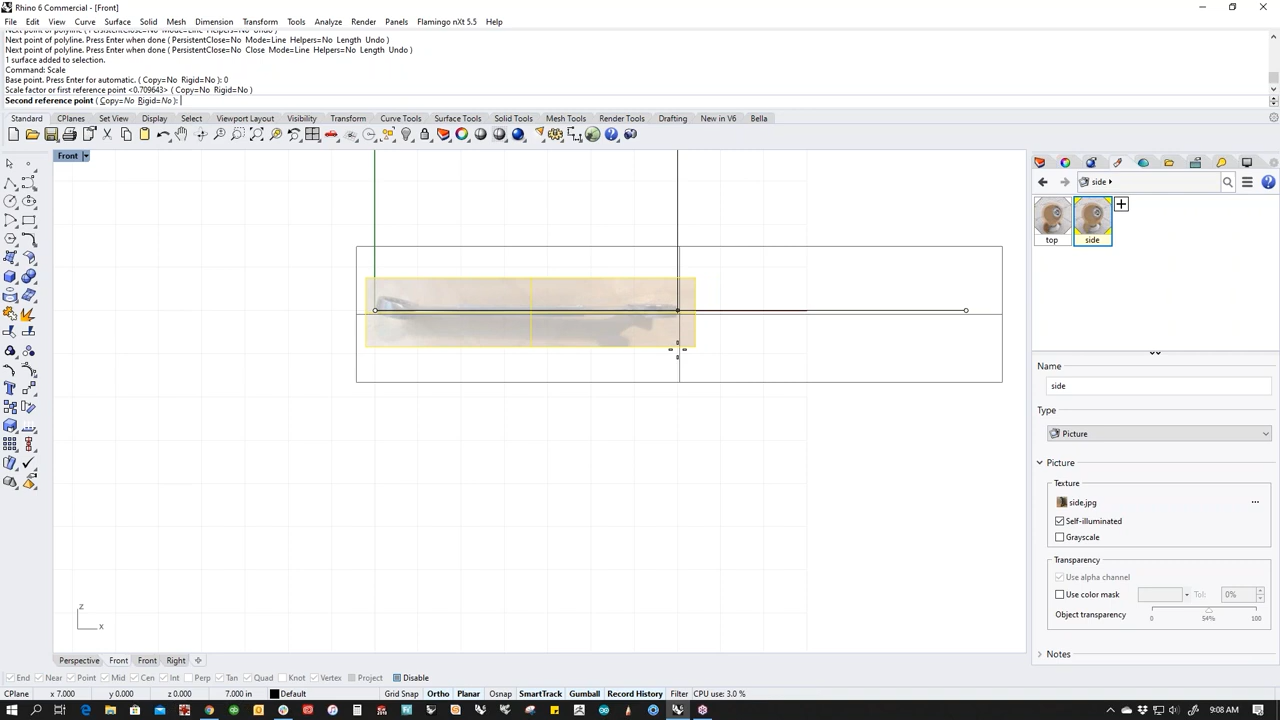 Rhino 6 Commercial - [Front]
File Edit View Curve Surface Solid Mesh Dimension Transform Tools Analyze Render Panels Flamingo nXt 5.5 Help
Next point of polyline. Press Enter when done ( PersistentClose=No Mode=Line Helpers=No Length Undo )
Next point of polyline. Press Enter when done ( PersistentClose=No Close Mode=Line Helpers=No Length Undo )
1 surface added to selection.
Command: Scale
Base point. Press Enter for automatic. ( Copy=No Rigid=No ): 0
Scale factor or first reference point <0.709643> ( Copy=No Rigid=No )
Second reference point ( Copy=No Rigid=No ):
Standard CPlanes Set View Display Select Viewport Layout Visibility Transform Curve Tools Surface Tools Solid Tools Mesh Tools Render Tools Drafting New in V6 Bella
Front
side
top side
Name
side
Type
Picture
Picture
Texture
side.jpg
Self-illuminated
Grayscale
Transparency
Use alpha channel
Use color mask Tol: 0%
Object transparency
0 54% 100
Notes
z
x
Perspective Front Front Right
End Near Point Mid Cen Int Perp Tan Quad Knot Vertex Project Disable
CPlane x 7.000 y 0.000 z 0.000 7.000 in Default Grid Snap Ortho Planar Osnap SmartTrack Gumball Record History Filter CPU use: 3.0 %
9:08 AM